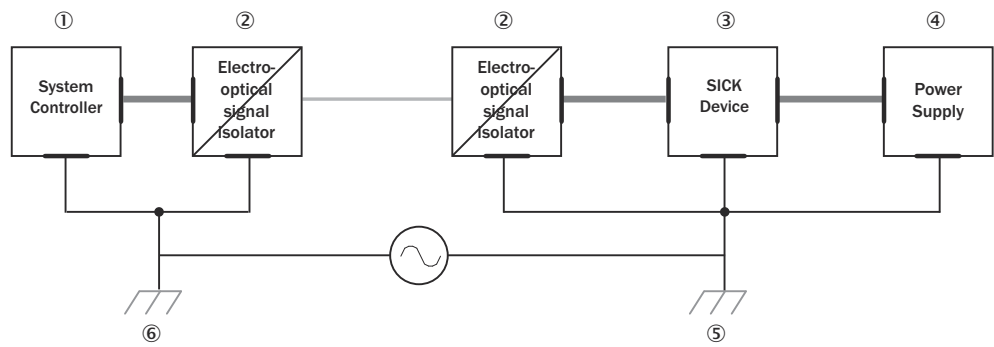 ① ② ② ③ ④
System
Controller
Electro-
optical
signal
isolator
Electro-
optical
signal
isolator
SICK
Device
Power
Supply
⑥ ⑤